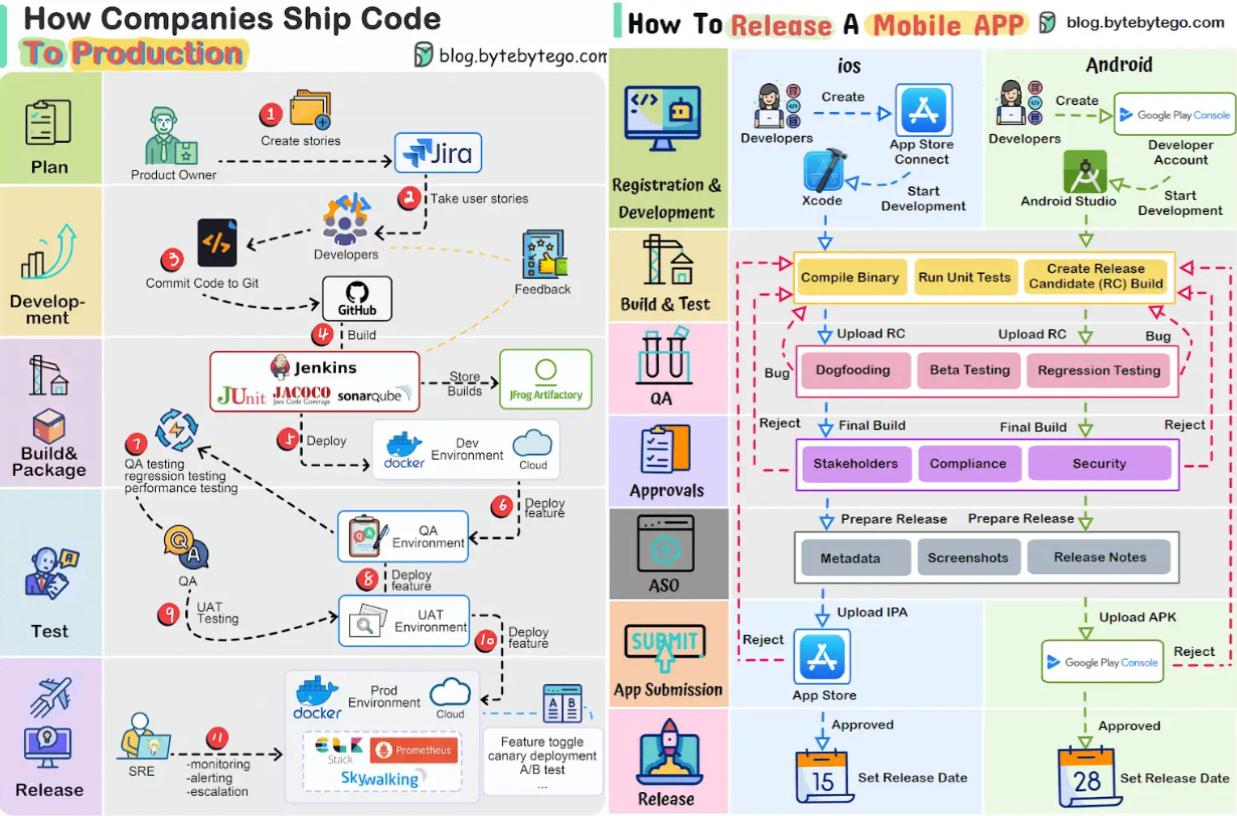 How Companies Ship Code
To Production
blog.bytebytego.com
Plan
Product Owner
1
Create stories
Jira
2
Take user stories
Develop-
ment
Developers
3
Commit Code to Git
</>
GitHub
Feedback
4
Build
Build&
Package
Jenkins
JUnit
JACOCO
Java Code Coverage
sonarqube
Store
Builds
JFrog Artifactory
5
Deploy
docker
Dev
Environment
Cloud
6
Deploy
feature
7
QA testing
regression testing
performance testing
Test
QA
QA
Environment
8
Deploy
feature
9
UAT
Testing
UAT
Environment
10
Deploy
feature
Release
SRE
11
-monitoring
-alerting
-escalation
docker
Prod
Environment
Cloud
ELK
Stack
Prometheus
Skywalking
A B
Feature toggle
canary deployment
A/B test
...
How To Release A Mobile APP
blog.bytebytego.com
ios
Android
Registration &
Development
Developers
Create
App Store
Connect
Xcode
Start
Development
Developers
Create
Google Play Console
Developer
Account
Android Studio
Start
Development
Build & Test
Compile Binary
Run Unit Tests
Create Release
Candidate (RC) Build
Upload RC
Upload RC
Bug
Bug
QA
Dogfooding
Beta Testing
Regression Testing
Reject
Final Build
Final Build
Reject
Approvals
Stakeholders
Compliance
Security
Prepare Release
Prepare Release
ASO
Metadata
Screenshots
Release Notes
Upload IPA
Upload APK
App Submission
SUBMIT
Reject
App Store
Google Play Console
Reject
Approved
Approved
Release
15
Set Release Date
28
Set Release Date